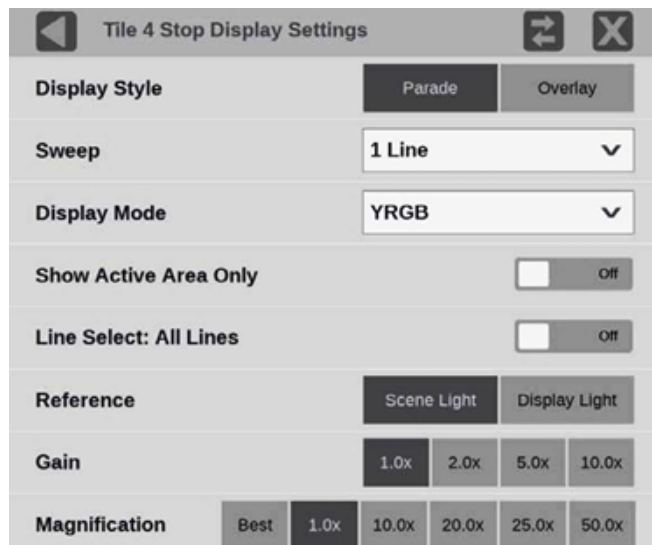 Tile 4 Stop Display Settings
Display Style Parade Overlay
Sweep 1 Line
Display Mode YRGB
Show Active Area Only Off
Line Select: All Lines Off
Reference Scene Light Display Light
Gain 1.0x 2.0x 5.0x 10.0x
Magnification Best 1.0x 10.0x 20.0x 25.0x 50.0x